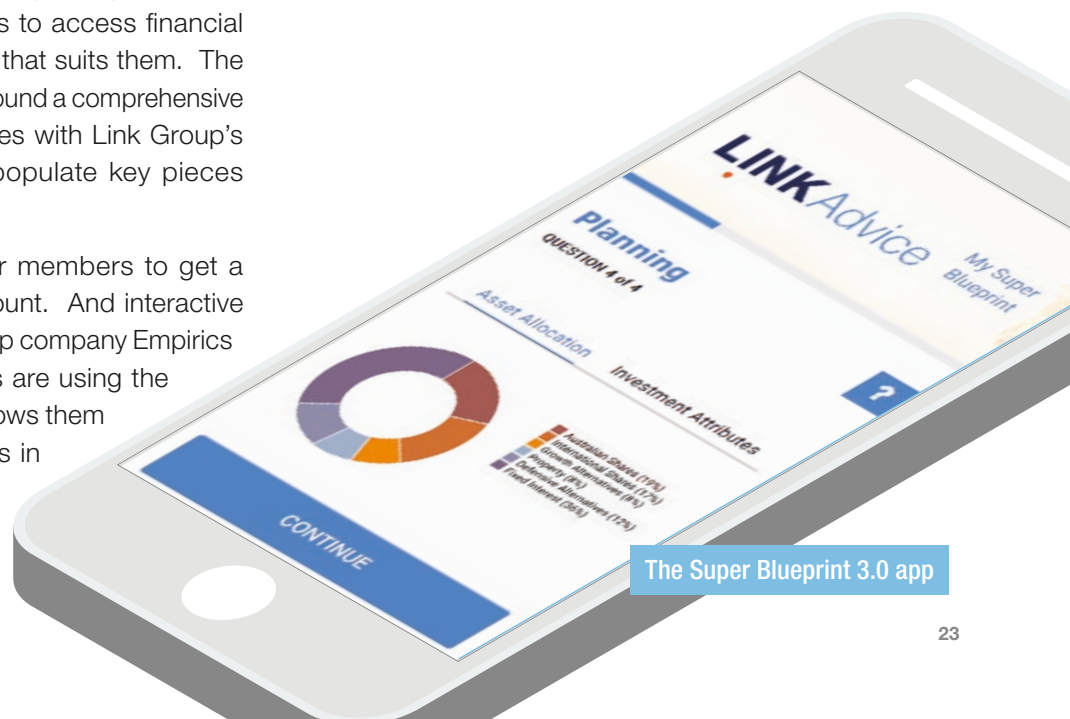 s to access financial
that suits them. The
ound a comprehensive
es with Link Group's
populate key pieces
r members to get a
ount. And interactive
p company Empirics
s are using the
ows them
s in
LINKAdvice
My Super
Blueprint
Planning
QUESTION 4 of 4
Asset Allocation
Investment Attributes
?
Australian Shares (19%)
International Shares (17%)
Growth Alternatives (8%)
Property (8%)
Defensive Alternatives (12%)
Fixed Interest (36%)
CONTINUE
The Super Blueprint 3.0 app
23